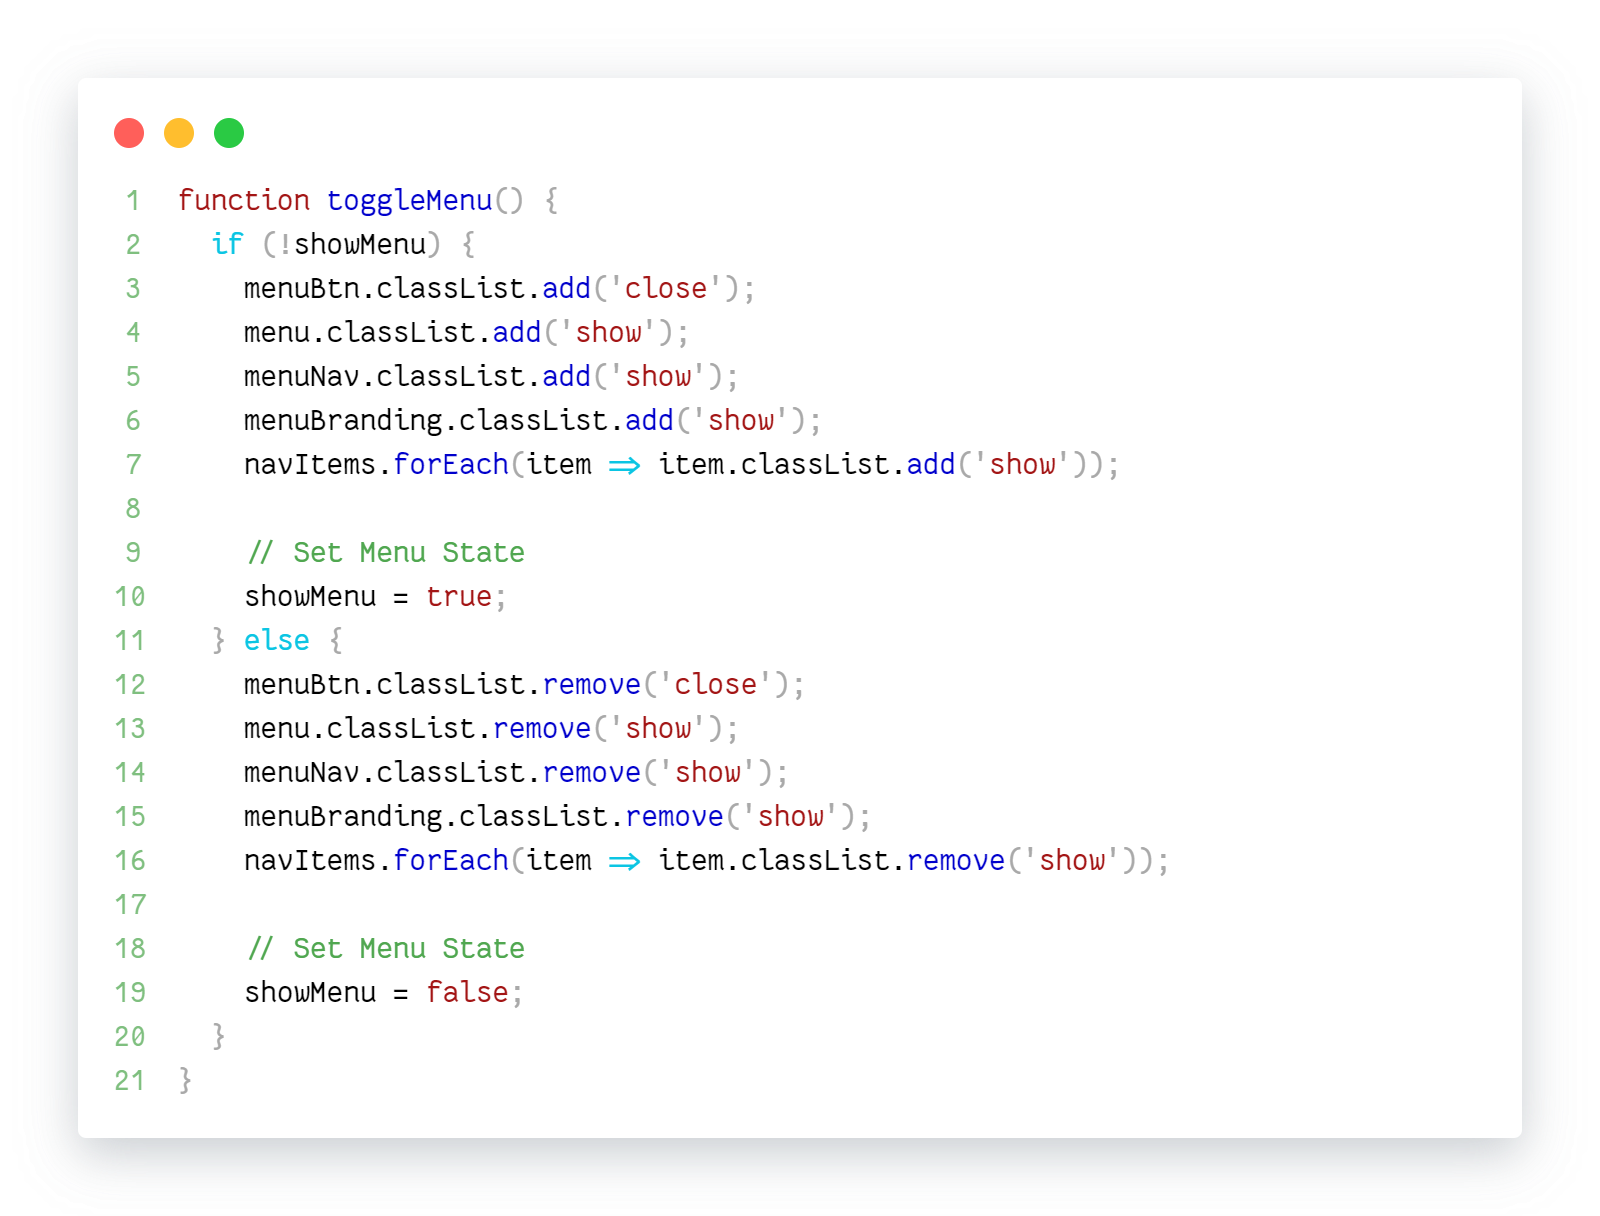 1 function toggleMenu() {
2   if (!showMenu) {
3     menuBtn.classList.add('close');
4     menu.classList.add('show');
5     menuNav.classList.add('show');
6     menuBranding.classList.add('show');
7     navItems.forEach(item => item.classList.add('show'));
8
9     // Set Menu State
10     showMenu = true;
11   } else {
12     menuBtn.classList.remove('close');
13     menu.classList.remove('show');
14     menuNav.classList.remove('show');
15     menuBranding.classList.remove('show');
16     navItems.forEach(item => item.classList.remove('show'));
17
18     // Set Menu State
19     showMenu = false;
20   }
21 }